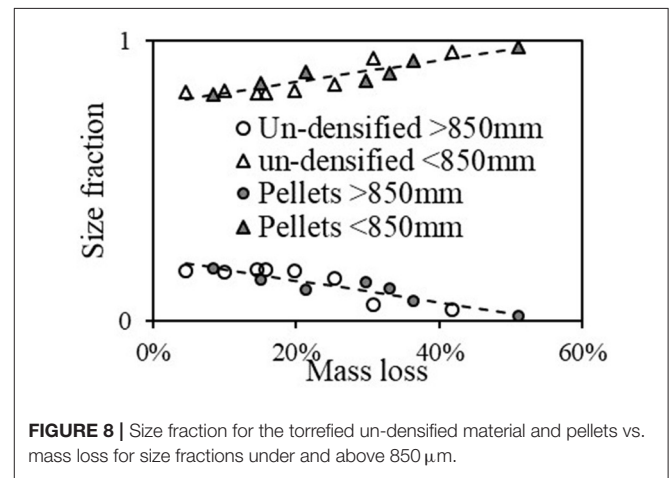 1
Size fraction
Un-densified >850mm
un-densified <850mm
Pellets >850mm
Pellets <850mm
0
0%
20%
40%
60%
Mass loss
FIGURE 8 | Size fraction for the torrefied un-densified material and pellets vs.
mass loss for size fractions under and above 850 μm.